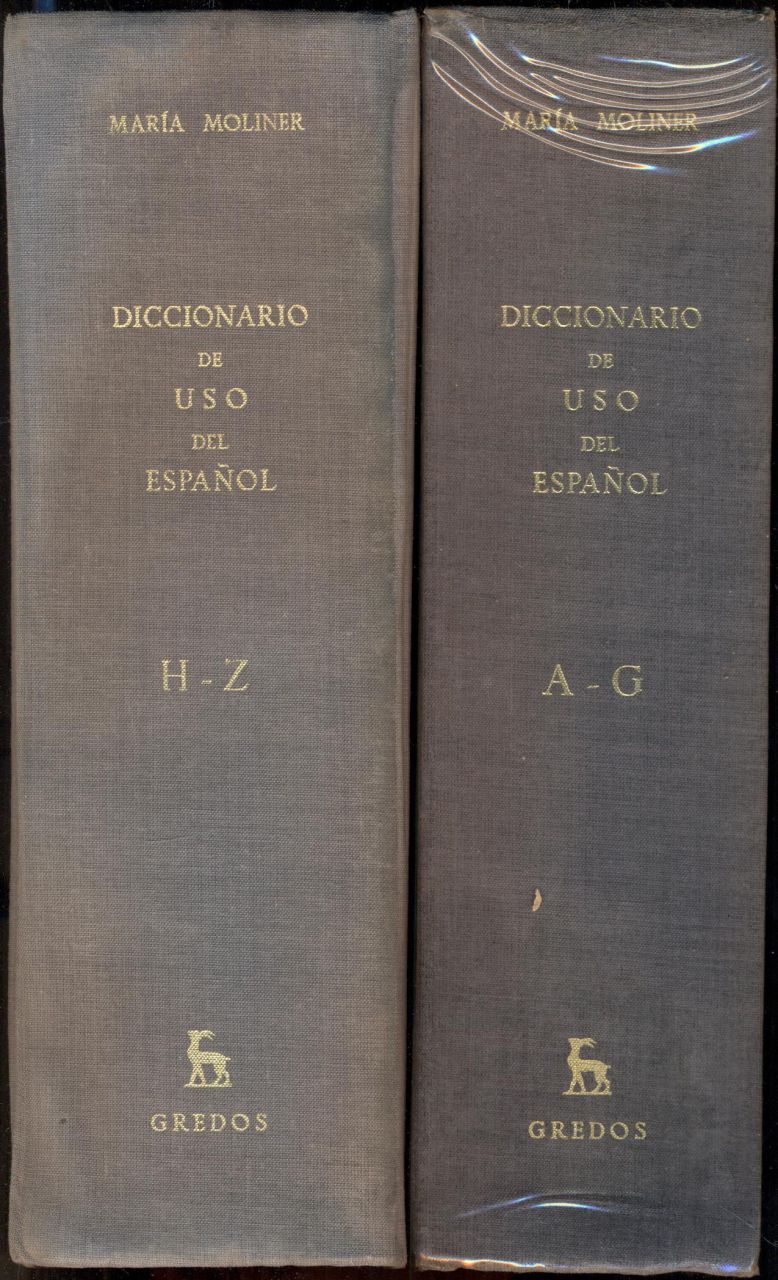 MARÍA MOLINER
DICCIONARIO
DE
USO
DEL
ESPAÑOL
H - Z
GREDOS
MARÍA MOLINER
DICCIONARIO
DE
USO
DEL
ESPAÑOL
A - G
GREDOS